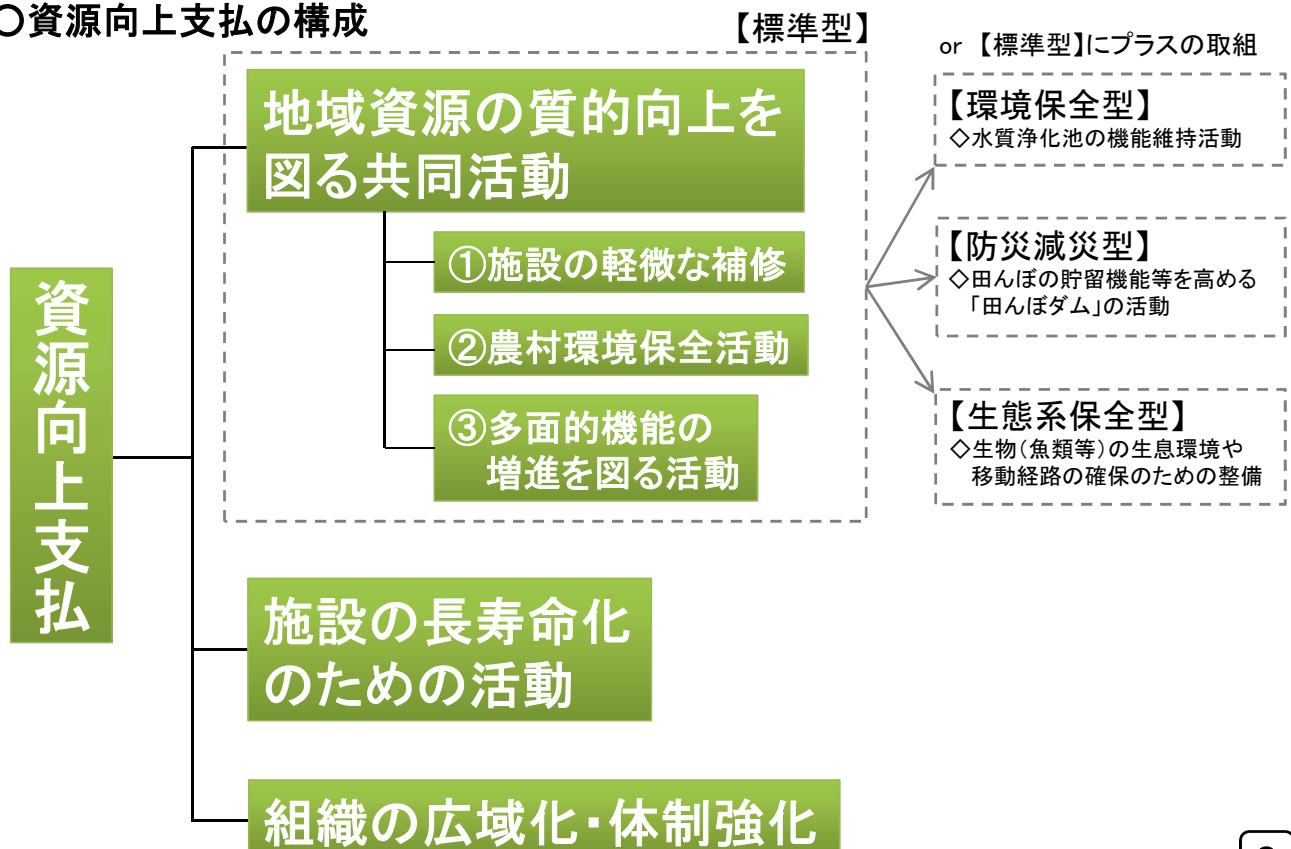 〇資源向上支払の構成
【標準型】
or 【標準型】にプラスの取組
地域資源の質的向上を
図る共同活動
①施設の軽微な補修
②農村環境保全活動
③多面的機能の
増進を図る活動
【環境保全型】
◇水質浄化池の機能維持活動
【防災減災型】
◇田んぼの貯留機能等を高める
「田んぼダム」の活動
【生態系保全型】
◇生物(魚類等)の生息環境や
移動経路の確保のための整備
資源向上支払
施設の長寿命化
のための活動
組織の広域化・体制強化